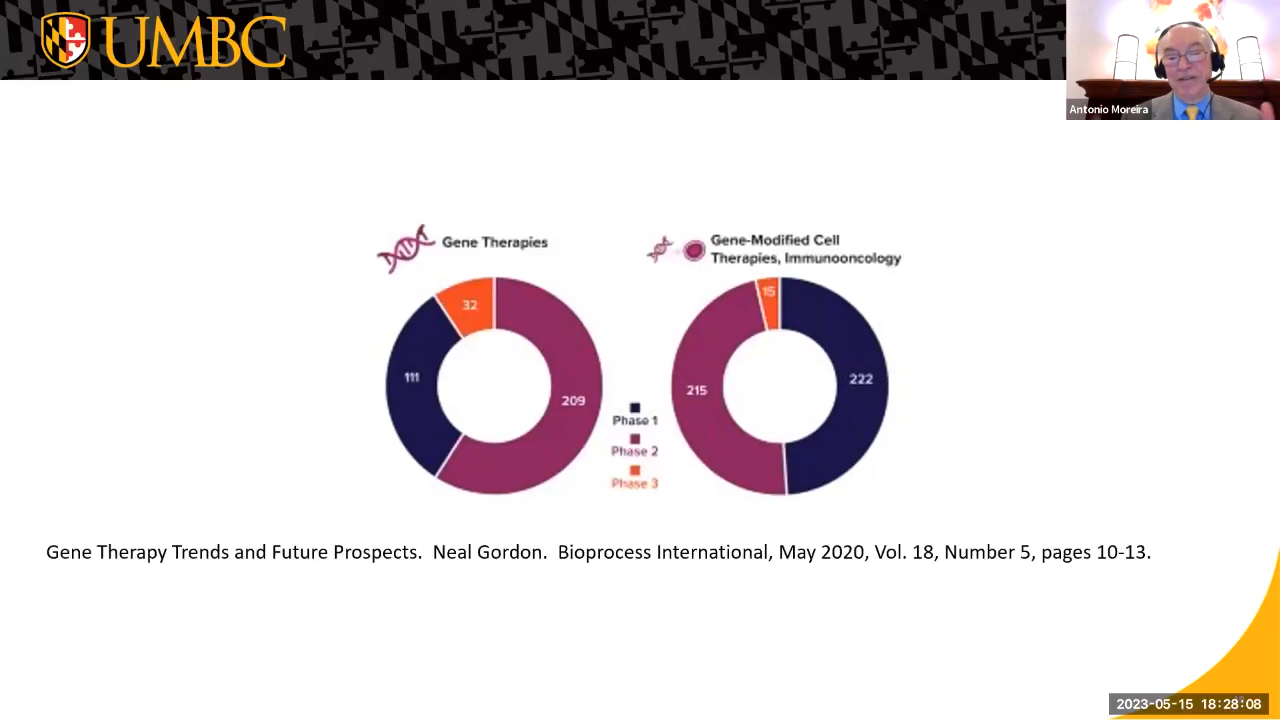 UMBC
Antonio Moreira
Gene Therapies
Gene-Modified Cell
Therapies, Immunooncology
32
111
209
15
215
222
Phase 1
Phase 2
Phase 3
Gene Therapy Trends and Future Prospects. Neal Gordon. Bioprocess International, May 2020, Vol. 18, Number 5, pages 10-13.
2023-05-15 18:28:08